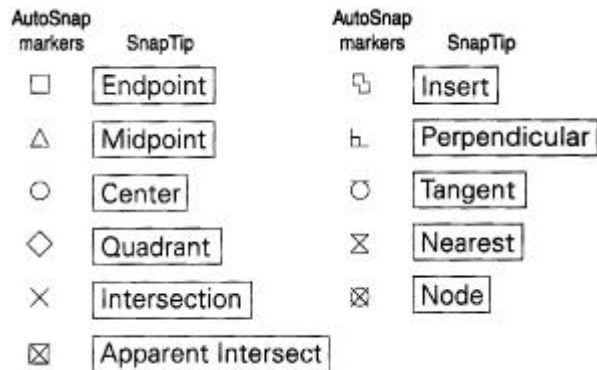 AutoSnap
markers SnapTip
Endpoint
Midpoint
Center
Quadrant
Intersection
Apparent Intersect
AutoSnap
markers SnapTip
Insert
Perpendicular
Tangent
Nearest
Node